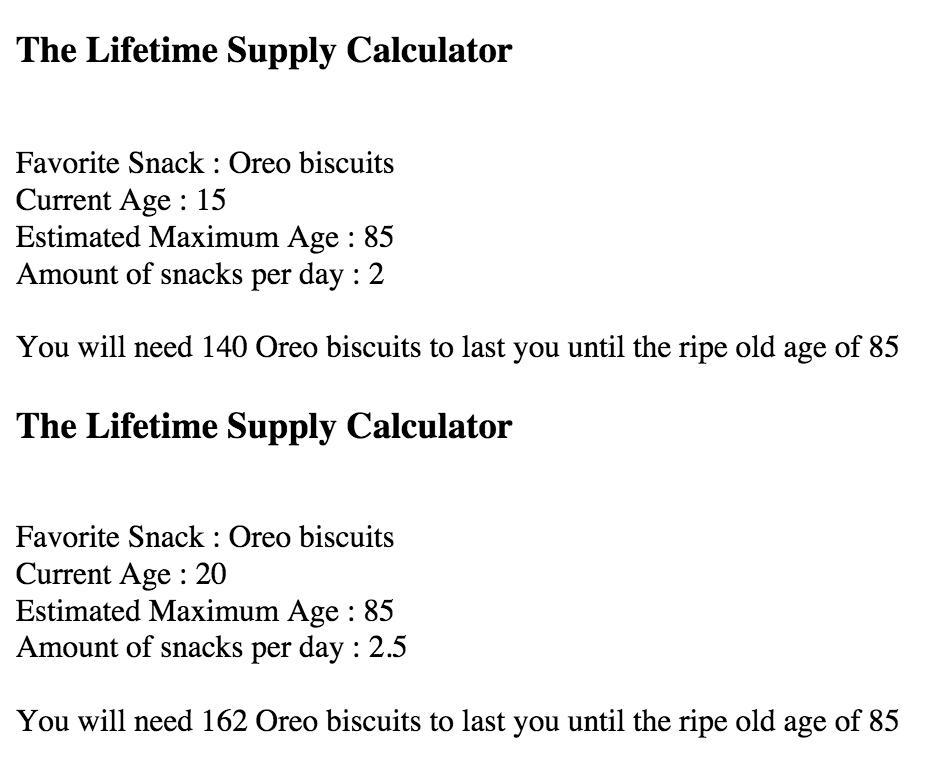 The Lifetime Supply Calculator
Favorite Snack : Oreo biscuits
Current Age : 15
Estimated Maximum Age : 85
Amount of snacks per day : 2
You will need 140 Oreo biscuits to last you until the ripe old age of 85
The Lifetime Supply Calculator
Favorite Snack : Oreo biscuits
Current Age : 20
Estimated Maximum Age : 85
Amount of snacks per day : 2.5
You will need 162 Oreo biscuits to last you until the ripe old age of 85